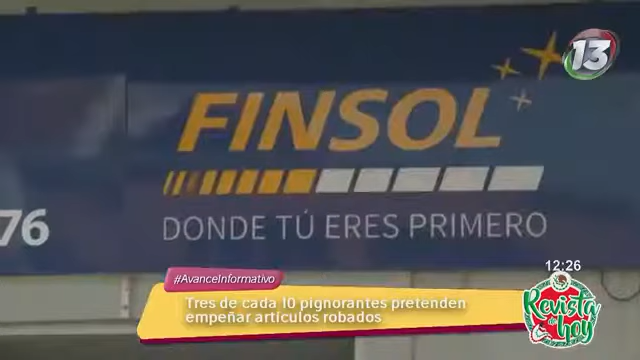 13
FINSOL
76
DONDE TÚ ERES PRIMERO
12:26
#AvanceInformativo
Tres de cada 10 pignorantes pretenden
empeñar artículos robados
Revista
de
hoy